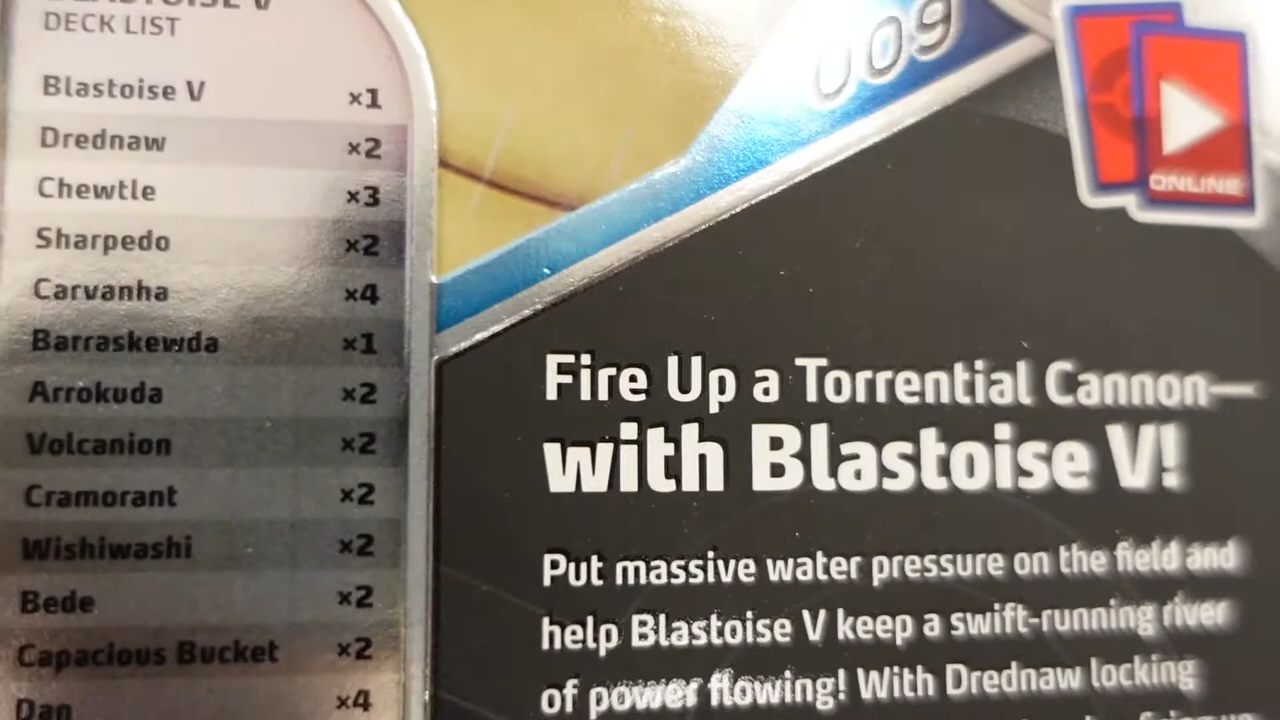 BLASTOISE V
DECK LIST
Blastoise V ×1
Drednaw ×2
Chewtle ×3
Sharpedo ×2
Carvanha ×4
Barraskewda ×1
Arrokuda ×2
Volcanion ×2
Cramorant ×2
Wishiwashi ×2
Bede ×2
Capacious Bucket ×2
Dan ×4
009
ONLINE
Fire Up a Torrential Cannon—
with Blastoise V!
Put massive water pressure on the field and
help Blastoise V keep a swift-running river
of power flowing! With Drednaw locking